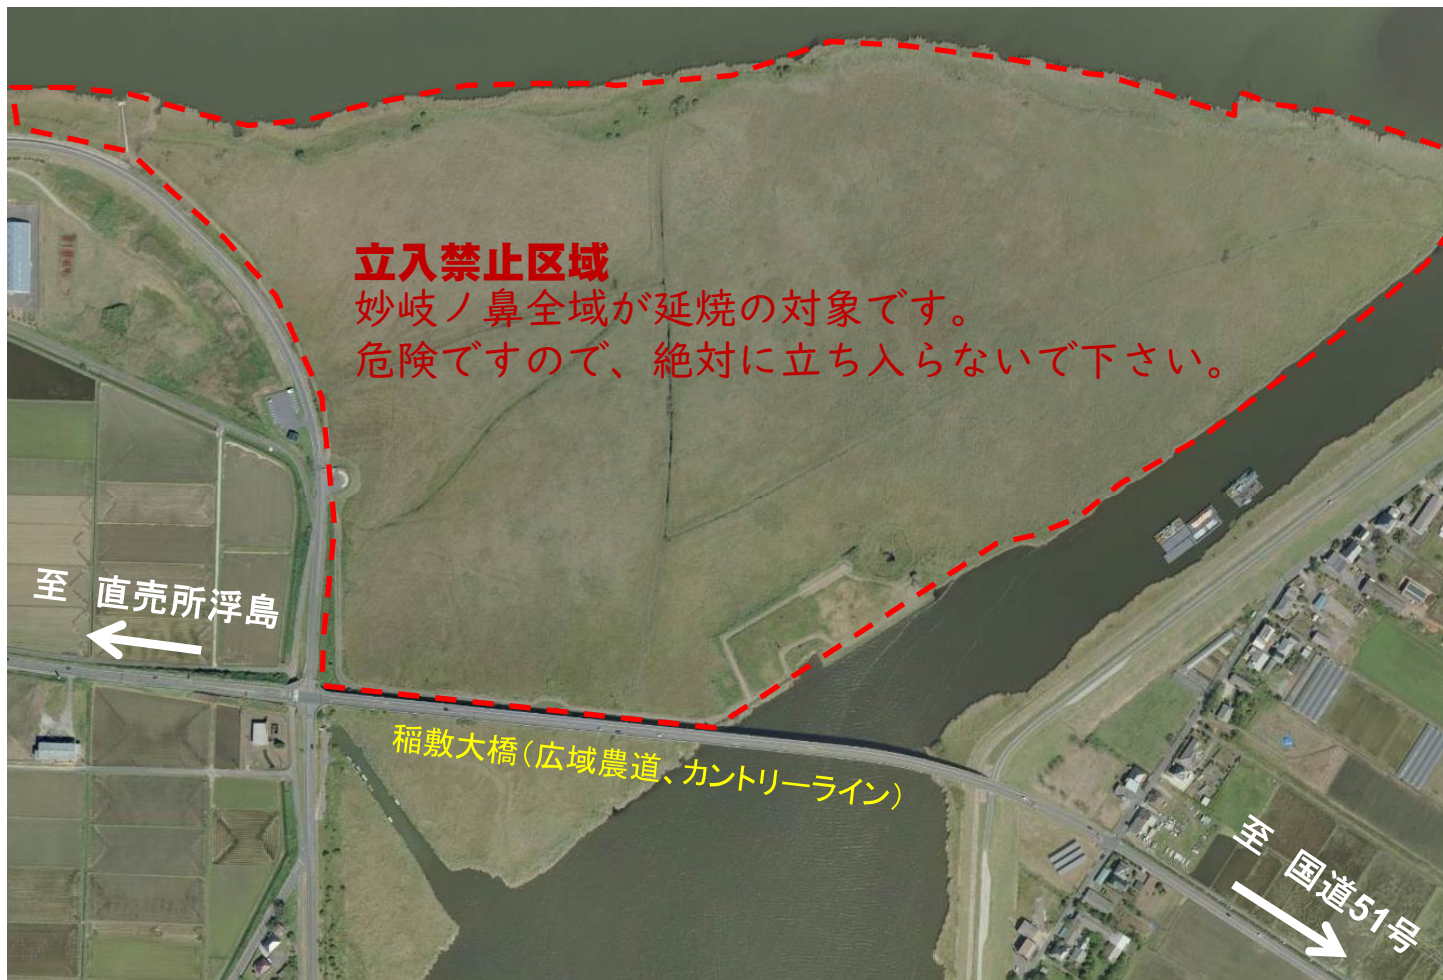 立入禁止区域
妙岐ノ鼻全域が延焼の対象です。
危険ですので、絶対に立ち入らないで下さい。
至　直売所浮島
稲敷大橋（広域農道、カントリーライン）
至　国道51号